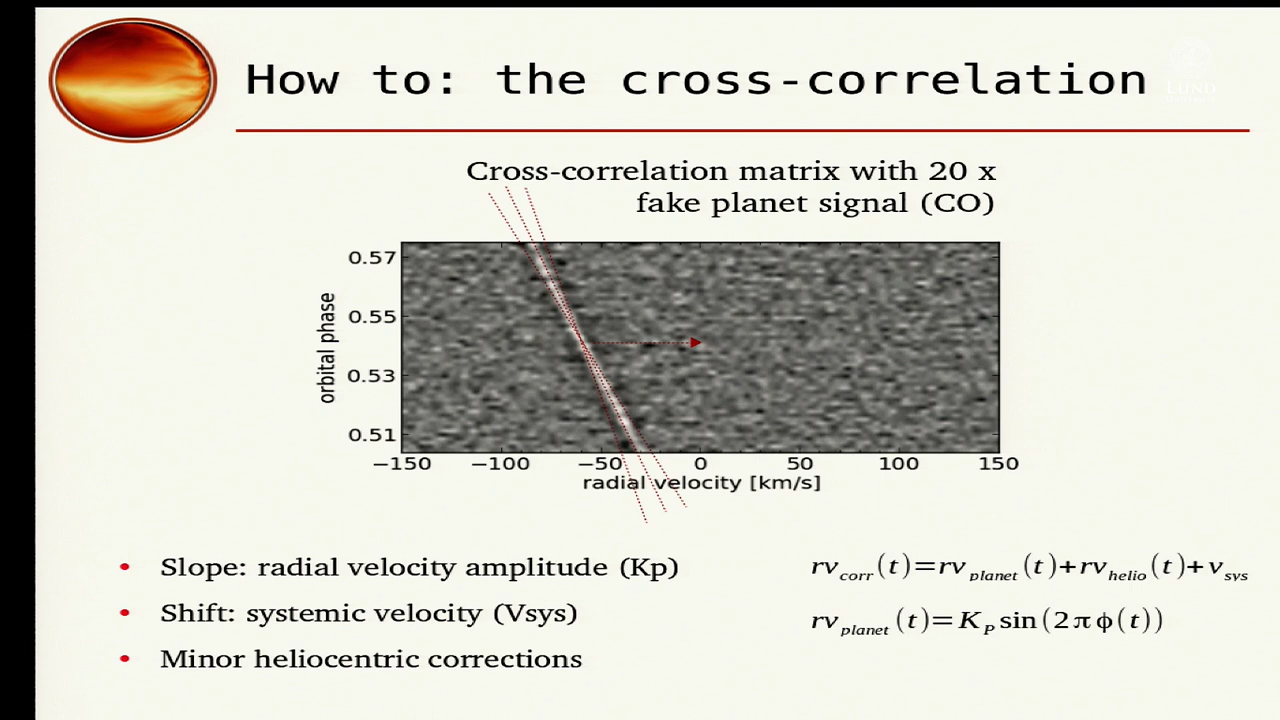 How to: the cross-correlation
LUND
Cross-correlation matrix with 20 x
fake planet signal (CO)
orbital phase
0.57
0.55
0.53
0.51
−150 −100 −50 0 50 100 150
radial velocity [km/s]
• Slope: radial velocity amplitude (Kp)
• Shift: systemic velocity (Vsys)
• Minor heliocentric corrections
rv_corr(t)=rv_planet(t)+rv_helio(t)+v_sys
rv_planet(t)=K_P sin(2πϕ(t))